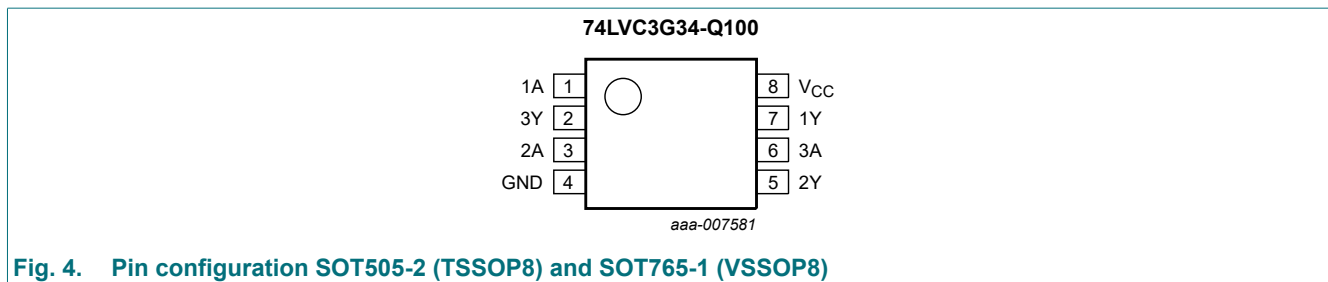 74LVC3G34-Q100
1A 1 8 VCC
3Y 2 7 1Y
2A 3 6 3A
GND 4 5 2Y
aaa-007581
Fig. 4. Pin configuration SOT505-2 (TSSOP8) and SOT765-1 (VSSOP8)